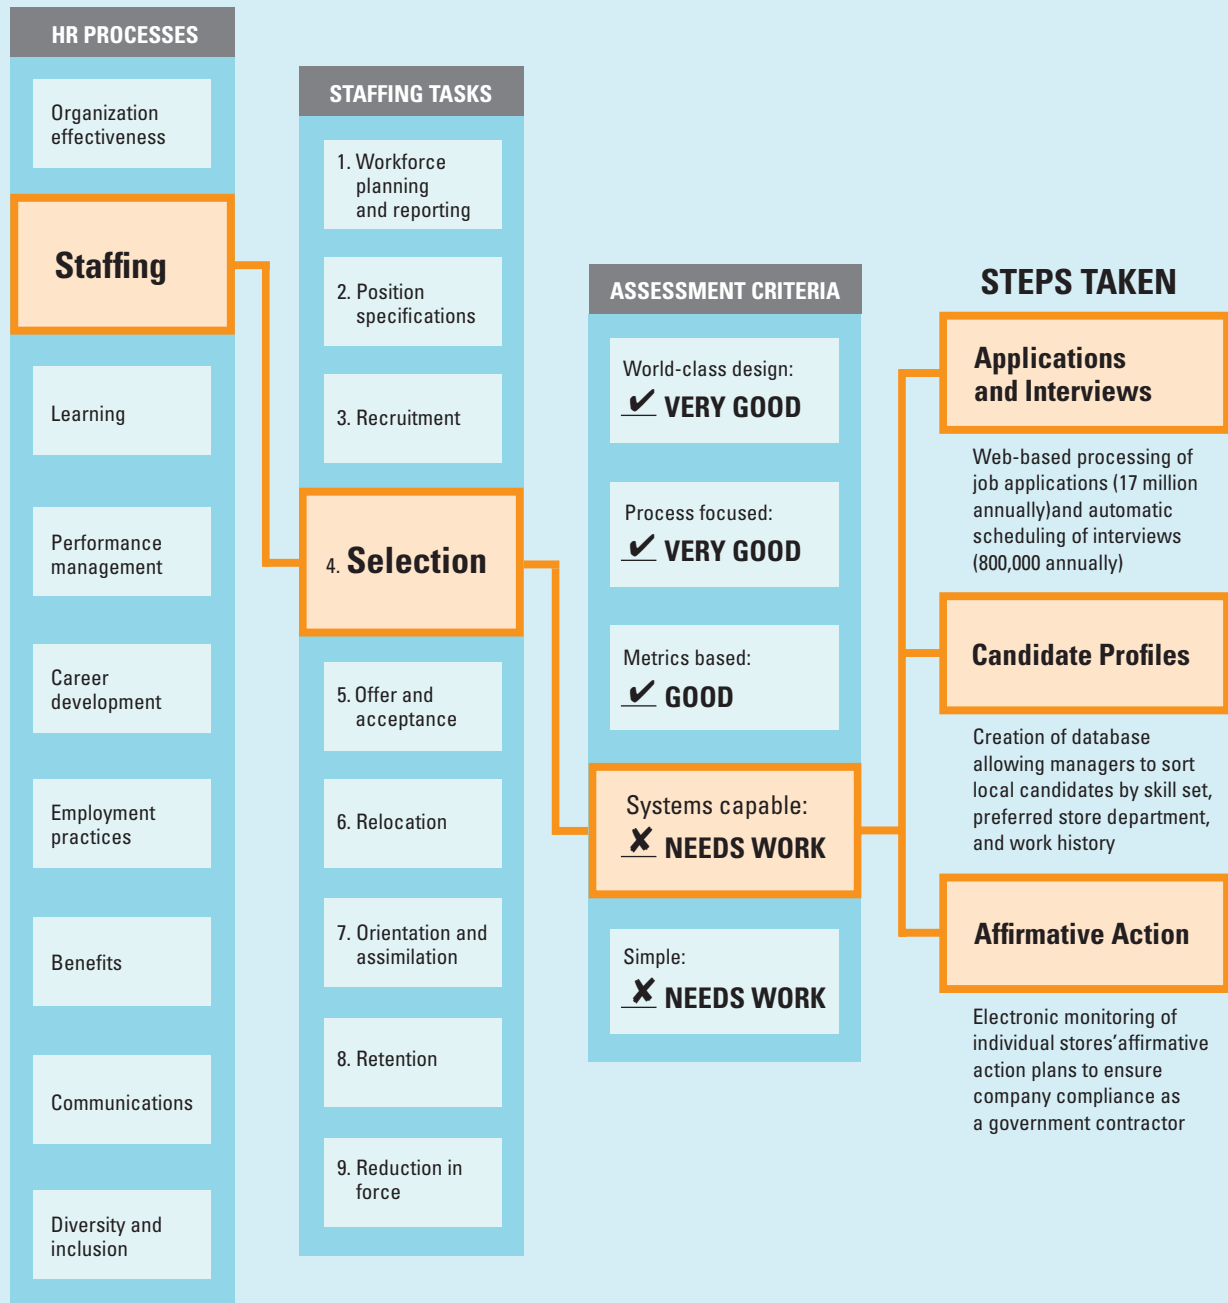 HR PROCESSES
Organization
effectiveness
Staffing
Learning
Performance
management
Career
development
Employment
practices
Benefits
Communications
Diversity and
inclusion
STAFFING TASKS
1. Workforce
planning
and reporting
2. Position
specifications
3. Recruitment
4. Selection
5. Offer and
acceptance
6. Relocation
7. Orientation and
assimilation
8. Retention
9. Reduction in
force
ASSESSMENT CRITERIA
World-class design:
✔ VERY GOOD
Process focused:
✔ VERY GOOD
Metrics based:
✔ GOOD
Systems capable:
✘ NEEDS WORK
Simple:
✘ NEEDS WORK
STEPS TAKEN
Applications
and Interviews
Web-based processing of
job applications (17 million
annually)and automatic
scheduling of interviews
(800,000 annually)
Candidate Profiles
Creation of database
allowing managers to sort
local candidates by skill set,
preferred store department,
and work history
Affirmative Action
Electronic monitoring of
individual stores’affirmative
action plans to ensure
company compliance as
a government contractor